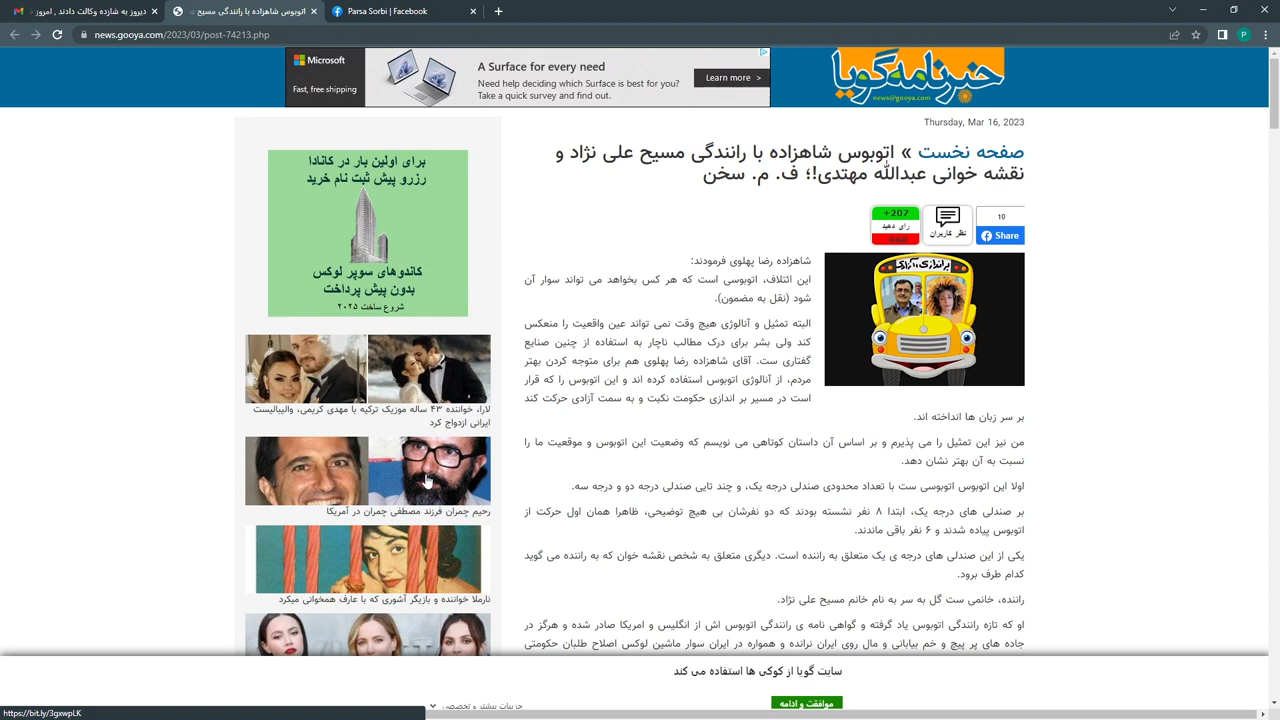 دیروز به شازده وکالت دادند , امروز
اتوبوس شاهزاده با رانندگی مسیح
Parsa Sorbi | Facebook
news.gooya.com/2023/03/post-74213.php
P
Microsoft
Fast, free shipping
A Surface for every need
Need help deciding which Surface is best for you?
Take a quick survey and find out.
Learn more >
خبرنامه گویا
news@gooya.com
Thursday, Mar 16, 2023
صفحه نخست » اتوبوس شاهزاده با رانندگی مسیح علی نژاد و
نقشه خوانی عبدالله مهتدی!؛ ف. م. سخن
+207
رای دهید
نظر کاربران
10
Share
شاهزاده رضا پهلوی فرمودند:
این ائتلاف، اتوبوسی است که هر کس بخواهد می تواند سوار آن
شود (نقل به مضمون).
البته تمثیل و آنالوژی هیچ وقت نمی تواند عین واقعیت را منعکس
کند ولی بشر برای درک مطالب ناچار به استفاده از چنین صنایع
گفتاری ست. آقای شاهزاده رضا پهلوی هم برای متوجه کردن بهتر
مردم، از آنالوژی اتوبوس استفاده کرده اند و این اتوبوس را که قرار
است در مسیر بر اندازی حکومت نکبت و به سمت آزادی حرکت کند
بر سر زبان ها انداخته اند.
من نیز این تمثیل را می پذیرم و بر اساس آن داستان کوتاهی می نویسم که وضعیت این اتوبوس و موقعیت ما را
نسبت به آن بهتر نشان دهد.
اولا این اتوبوس اتوبوسی ست با تعداد محدودی صندلی درجه یک، و چند تایی صندلی درجه دو و درجه سه.
بر صندلی های درجه یک، ابتدا ۸ نفر نشسته بودند که دو نفرشان بی هیچ توضیحی، ظاهرا همان اول حرکت از
اتوبوس پیاده شدند و ۶ نفر باقی ماندند.
یکی از این صندلی های درجه ی یک متعلق به راننده است. دیگری متعلق به شخص نقشه خوان که به راننده می گوید
کدام طرف برود.
راننده، خانمی ست گل به سر به نام خانم مسیح علی نژاد.
او که تازه رانندگی اتوبوس یاد گرفته و گواهی نامه ی رانندگی اتوبوس اش از انگلیس و امریکا صادر شده و هرگز در
جاده های پر پیچ و خم بیابانی و مال روی ایران نرانده و همواره در ایران سوار ماشین لوکس اصلاح طلبان حکومتی
برای اولین بار در کانادا
رزرو پیش ثبت نام خرید
کاندوهای سوپر لوکس
بدون پیش پرداخت
شروع ساخت ۲۰۲۵
لارا، خواننده ۴۳ ساله موزیک ترکیه با مهدی کریمی، والیبالیست
ایرانی ازدواج کرد
رحیم چمران فرزند مصطفی چمران در آمریکا
نارملا خواننده و بازیگر آشوری که با عارف همخوانی میکرد
سایت گویا از کوکی ها استفاده می کند
موافقت و ادامه
جزییات بیشتر و تخصصی
https://bit.ly/3gxwpLK